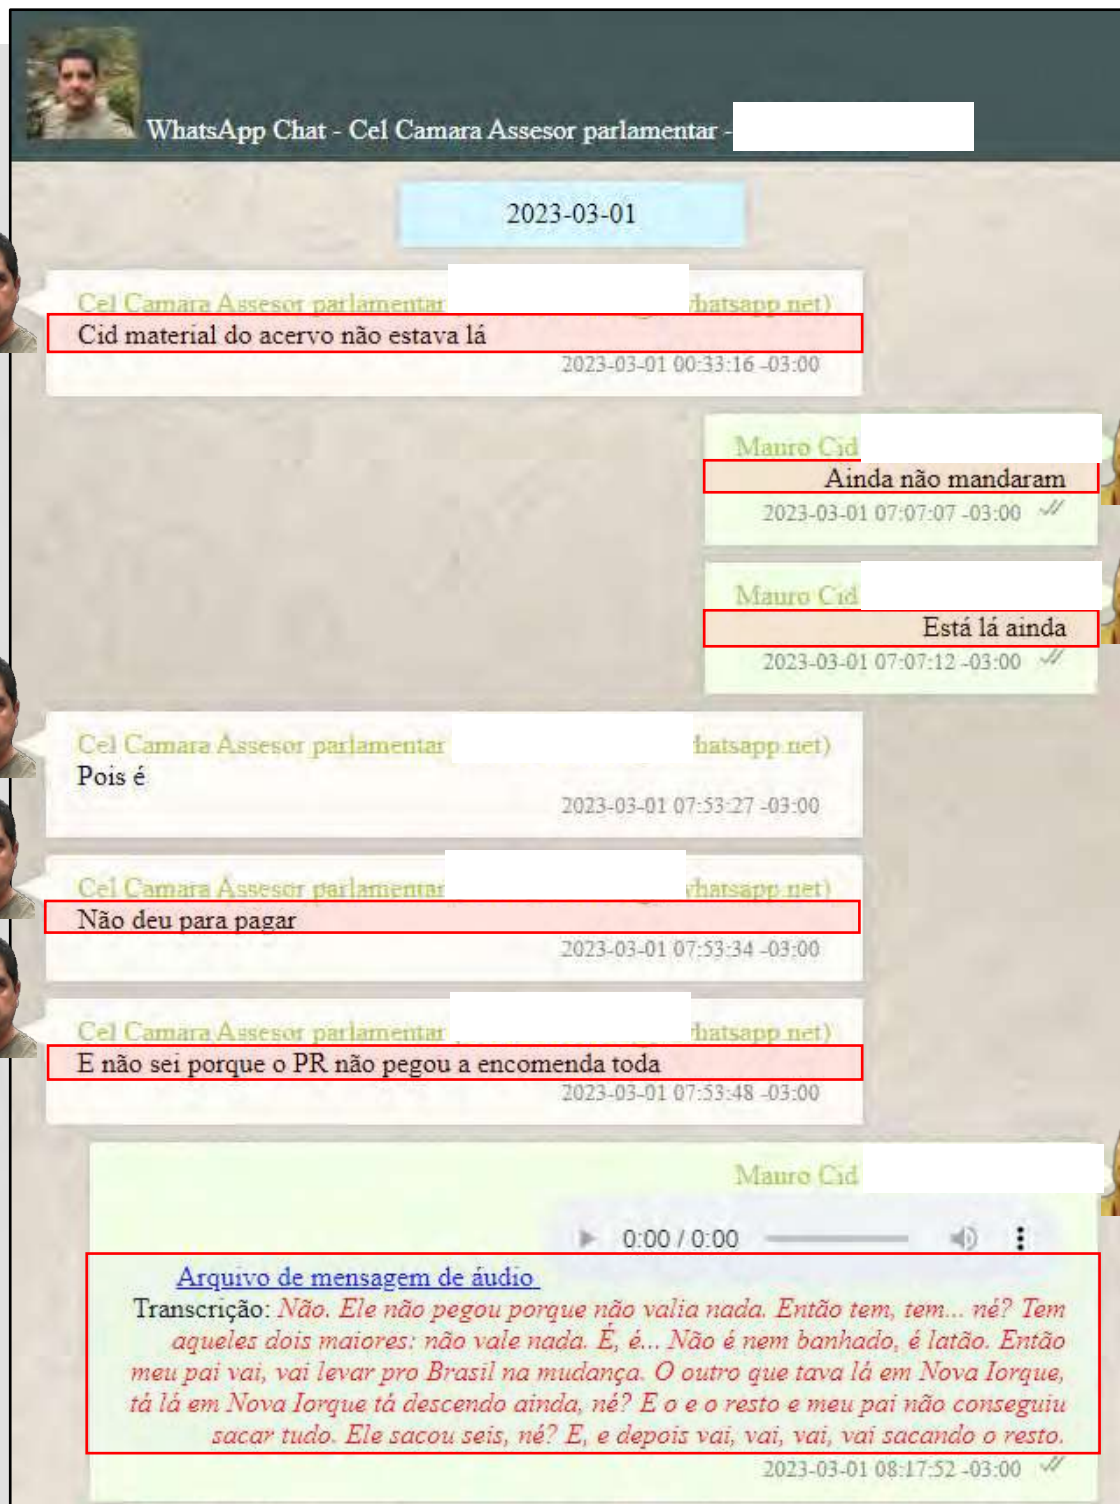 WhatsApp Chat - Cel Camara Assesor parlamentar -
2023-03-01
Cel Camara Assesor parlamentar hatsapp.net)
Cid material do acervo não estava lá
2023-03-01 00:33:16 -03:00
Mauro Cid
Ainda não mandaram
2023-03-01 07:07:07 -03:00
Mauro Cid
Está lá ainda
2023-03-01 07:07:12 -03:00
Cel Camara Assesor parlamentar hatsapp.net)
Pois é
2023-03-01 07:53:27 -03:00
Cel Camara Assesor parlamentar whatsapp.net)
Não deu para pagar
2023-03-01 07:53:34 -03:00
Cel Camara Assesor parlamentar hatsapp.net)
E não sei porque o PR não pegou a encomenda toda
2023-03-01 07:53:48 -03:00
Mauro Cid
0:00 / 0:00
Arquivo de mensagem de áudio
Transcrição: Não. Ele não pegou porque não valia nada. Então tem, tem... né? Tem
aqueles dois maiores: não vale nada. É, é... Não é nem banhado, é latão. Então
meu pai vai, vai levar pro Brasil na mudança. O outro que tava lá em Nova Iorque,
tá lá em Nova Iorque tá descendo ainda, né? E o e o resto e meu pai não conseguiu
sacar tudo. Ele sacou seis, né? E, e depois vai, vai, vai, vai sacando o resto.
2023-03-01 08:17:52 -03:00